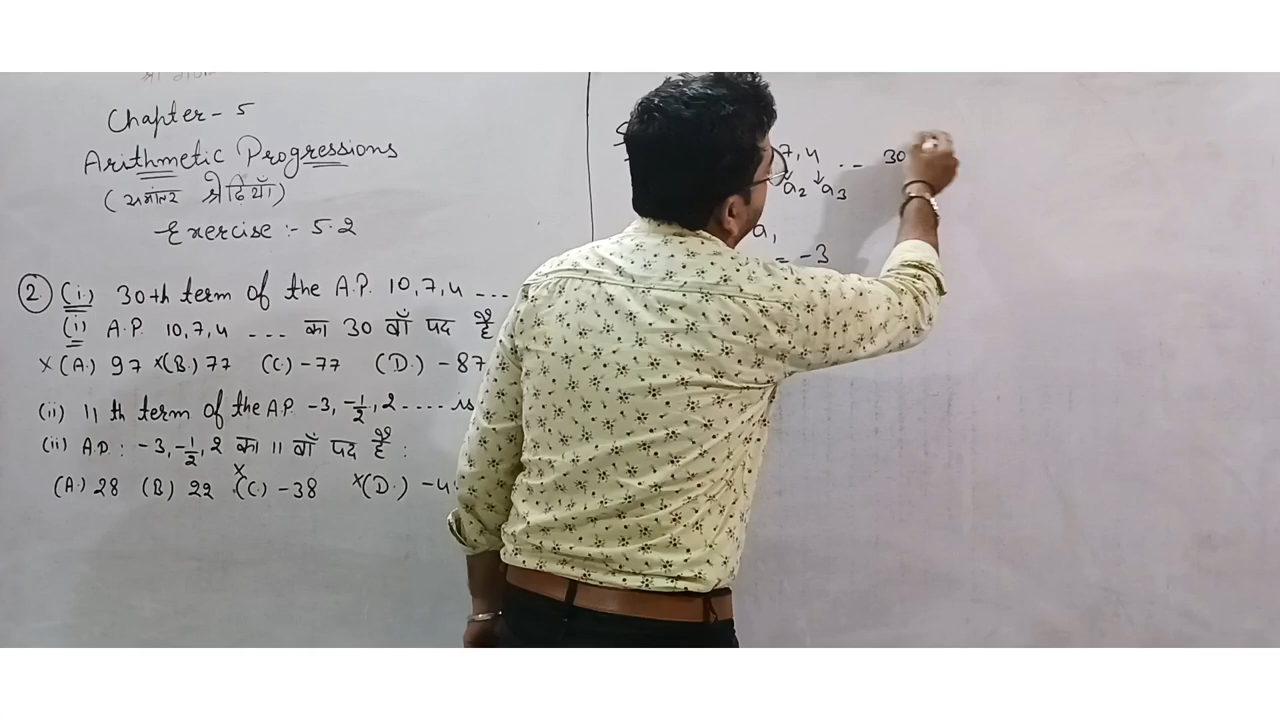 Chapter - 5
Arithmetic Progressions
(समांतर श्रेढ़ियाँ)
Exercise :- 5.2
(2) (i.) 30th term of the A.P. 10, 7, 4 ---
(i) A.P. 10, 7, 4 --- का 30 वाँ पद है
×(A.) 97 ×(B.) 77 (C.) -77 (D.) -87
(ii) 11 th term of the A.P. -3, -1/2, 2 ..... is
(ii) A.P. : -3, -1/2, 2 का 11 वाँ पद है :
(A.) 28 (B) 22 ×(C.) -38 ×(D.)
7, 4 ... 30
a2 a3
a1
= -3